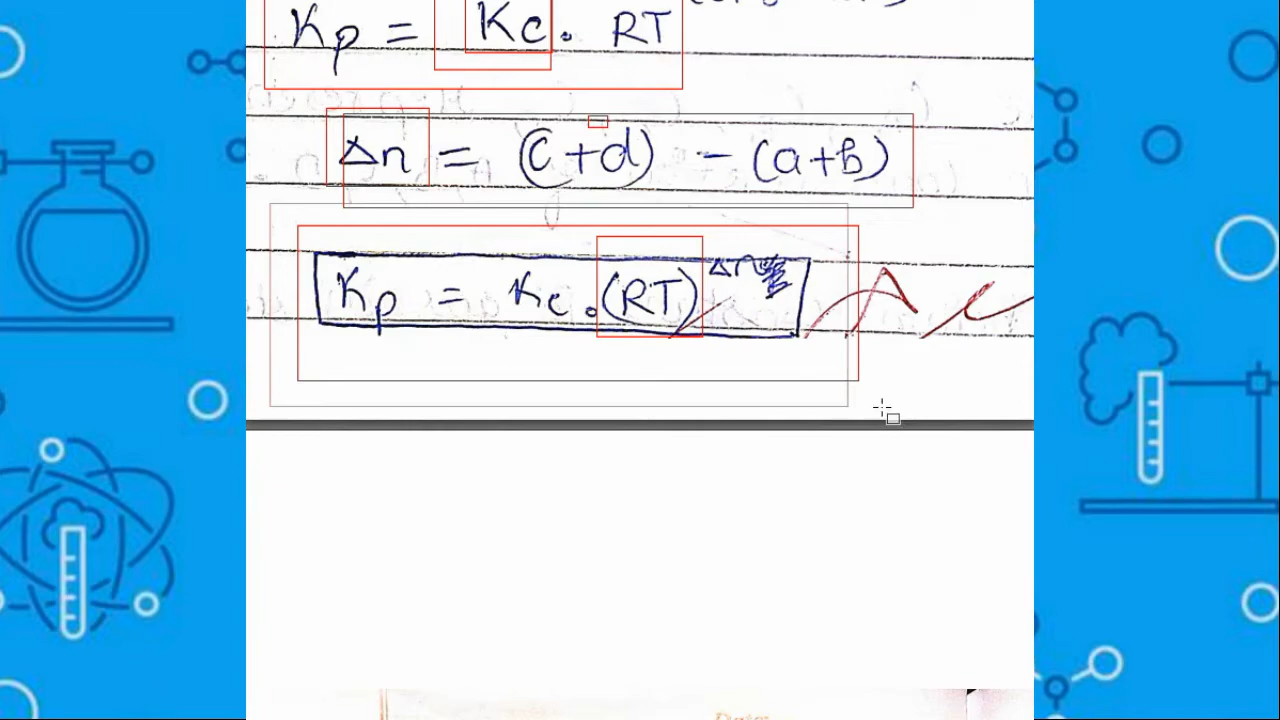 Kp = Kc. RT
Δn = (c+d) - (a+b)
Kp = Kc.(RT)^Δn